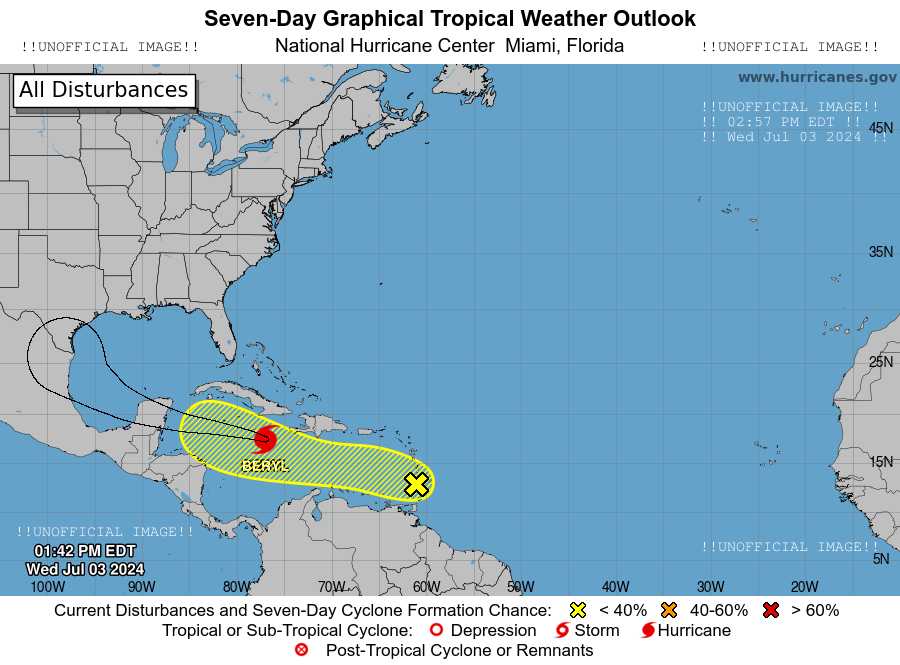 Seven-Day Graphical Tropical Weather Outlook
!!UNOFFICIAL IMAGE!! National Hurricane Center Miami, Florida !!UNOFFICIAL IMAGE!!
All Disturbances
www.hurricanes.gov
!!UNOFFICIAL IMAGE!!
!! 02:57 PM EDT !!
!! Wed Jul 03 2024 !!
45N
35N
25N
15N
BERYL
!!UNOFFICIAL IMAGE!!
01:42 PM EDT
Wed Jul 03 2024
!!UNOFFICIAL IMAGE!!
5N
100W 90W 80W 70W 60W 50W 40W 30W 20W
Current Disturbances and Seven-Day Cyclone Formation Chance: < 40% 40-60% > 60%
Tropical or Sub-Tropical Cyclone: Depression Storm Hurricane
Post-Tropical Cyclone or Remnants